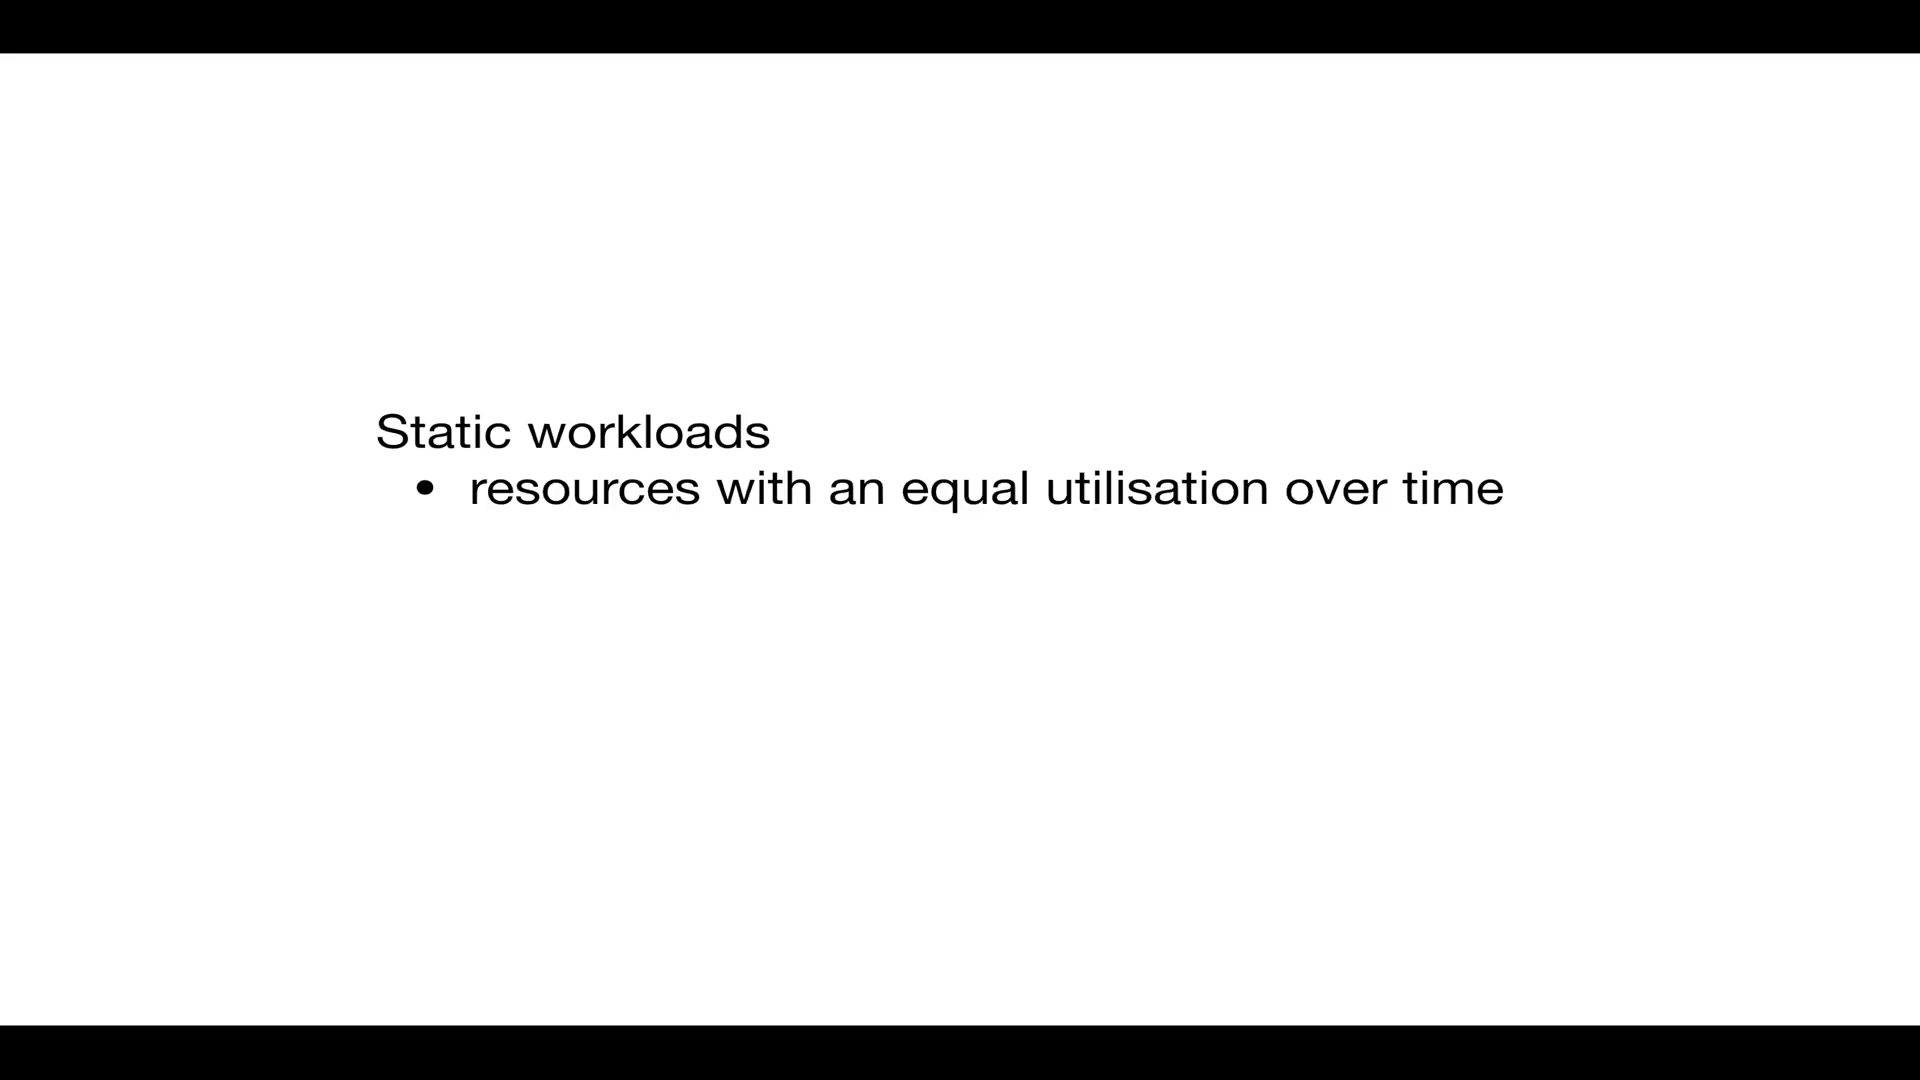 Static workloads
• resources with an equal utilisation over time